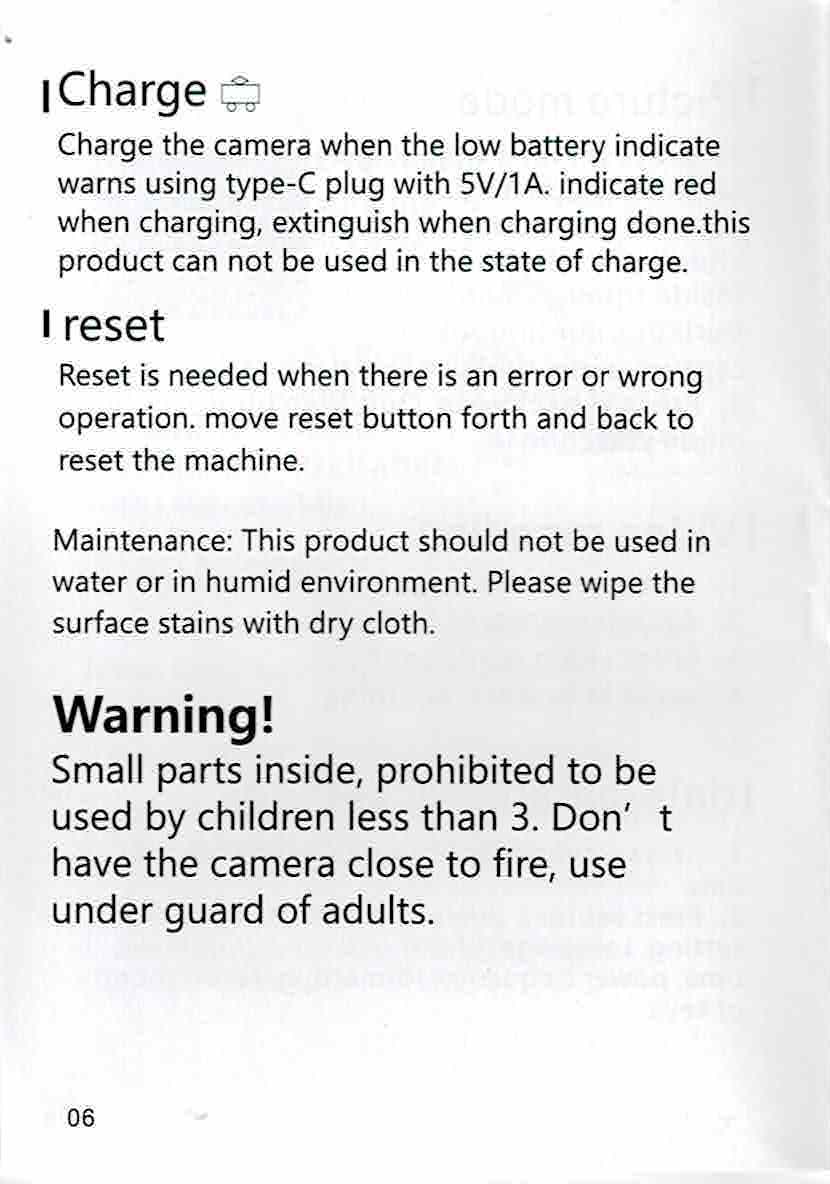 Charge
Charge the camera when the low battery indicate
warns using type-C plug with 5V/1A. indicate red
when charging, extinguish when charging done.this
product can not be used in the state of charge.
reset
Reset is needed when there is an error or wrong
operation. move reset button forth and back to
reset the machine.
Maintenance: This product should not be used in
water or in humid environment. Please wipe the
surface stains with dry cloth.
Warning!
Small parts inside, prohibited to be
used by children less than 3. Don't
have the camera close to fire, use
under guard of adults.
06